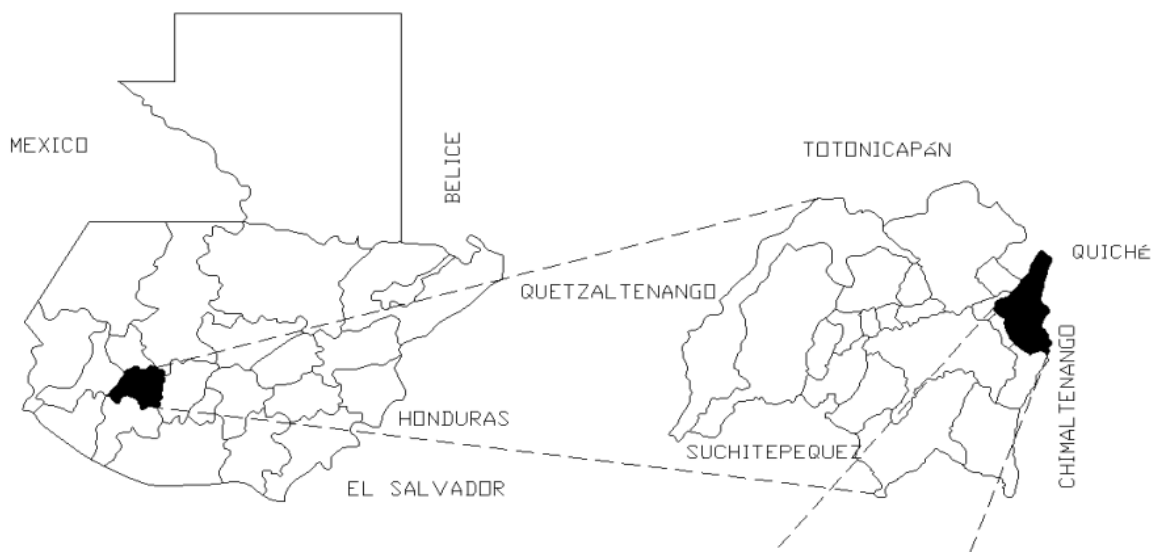 MEXICO
BELICE
TOTONICAPáN
QUICHé
QUETZALTENANGO
HONDURAS
EL SALVADOR
SUCHITEPEQUEZ
CHIMALTENANGO